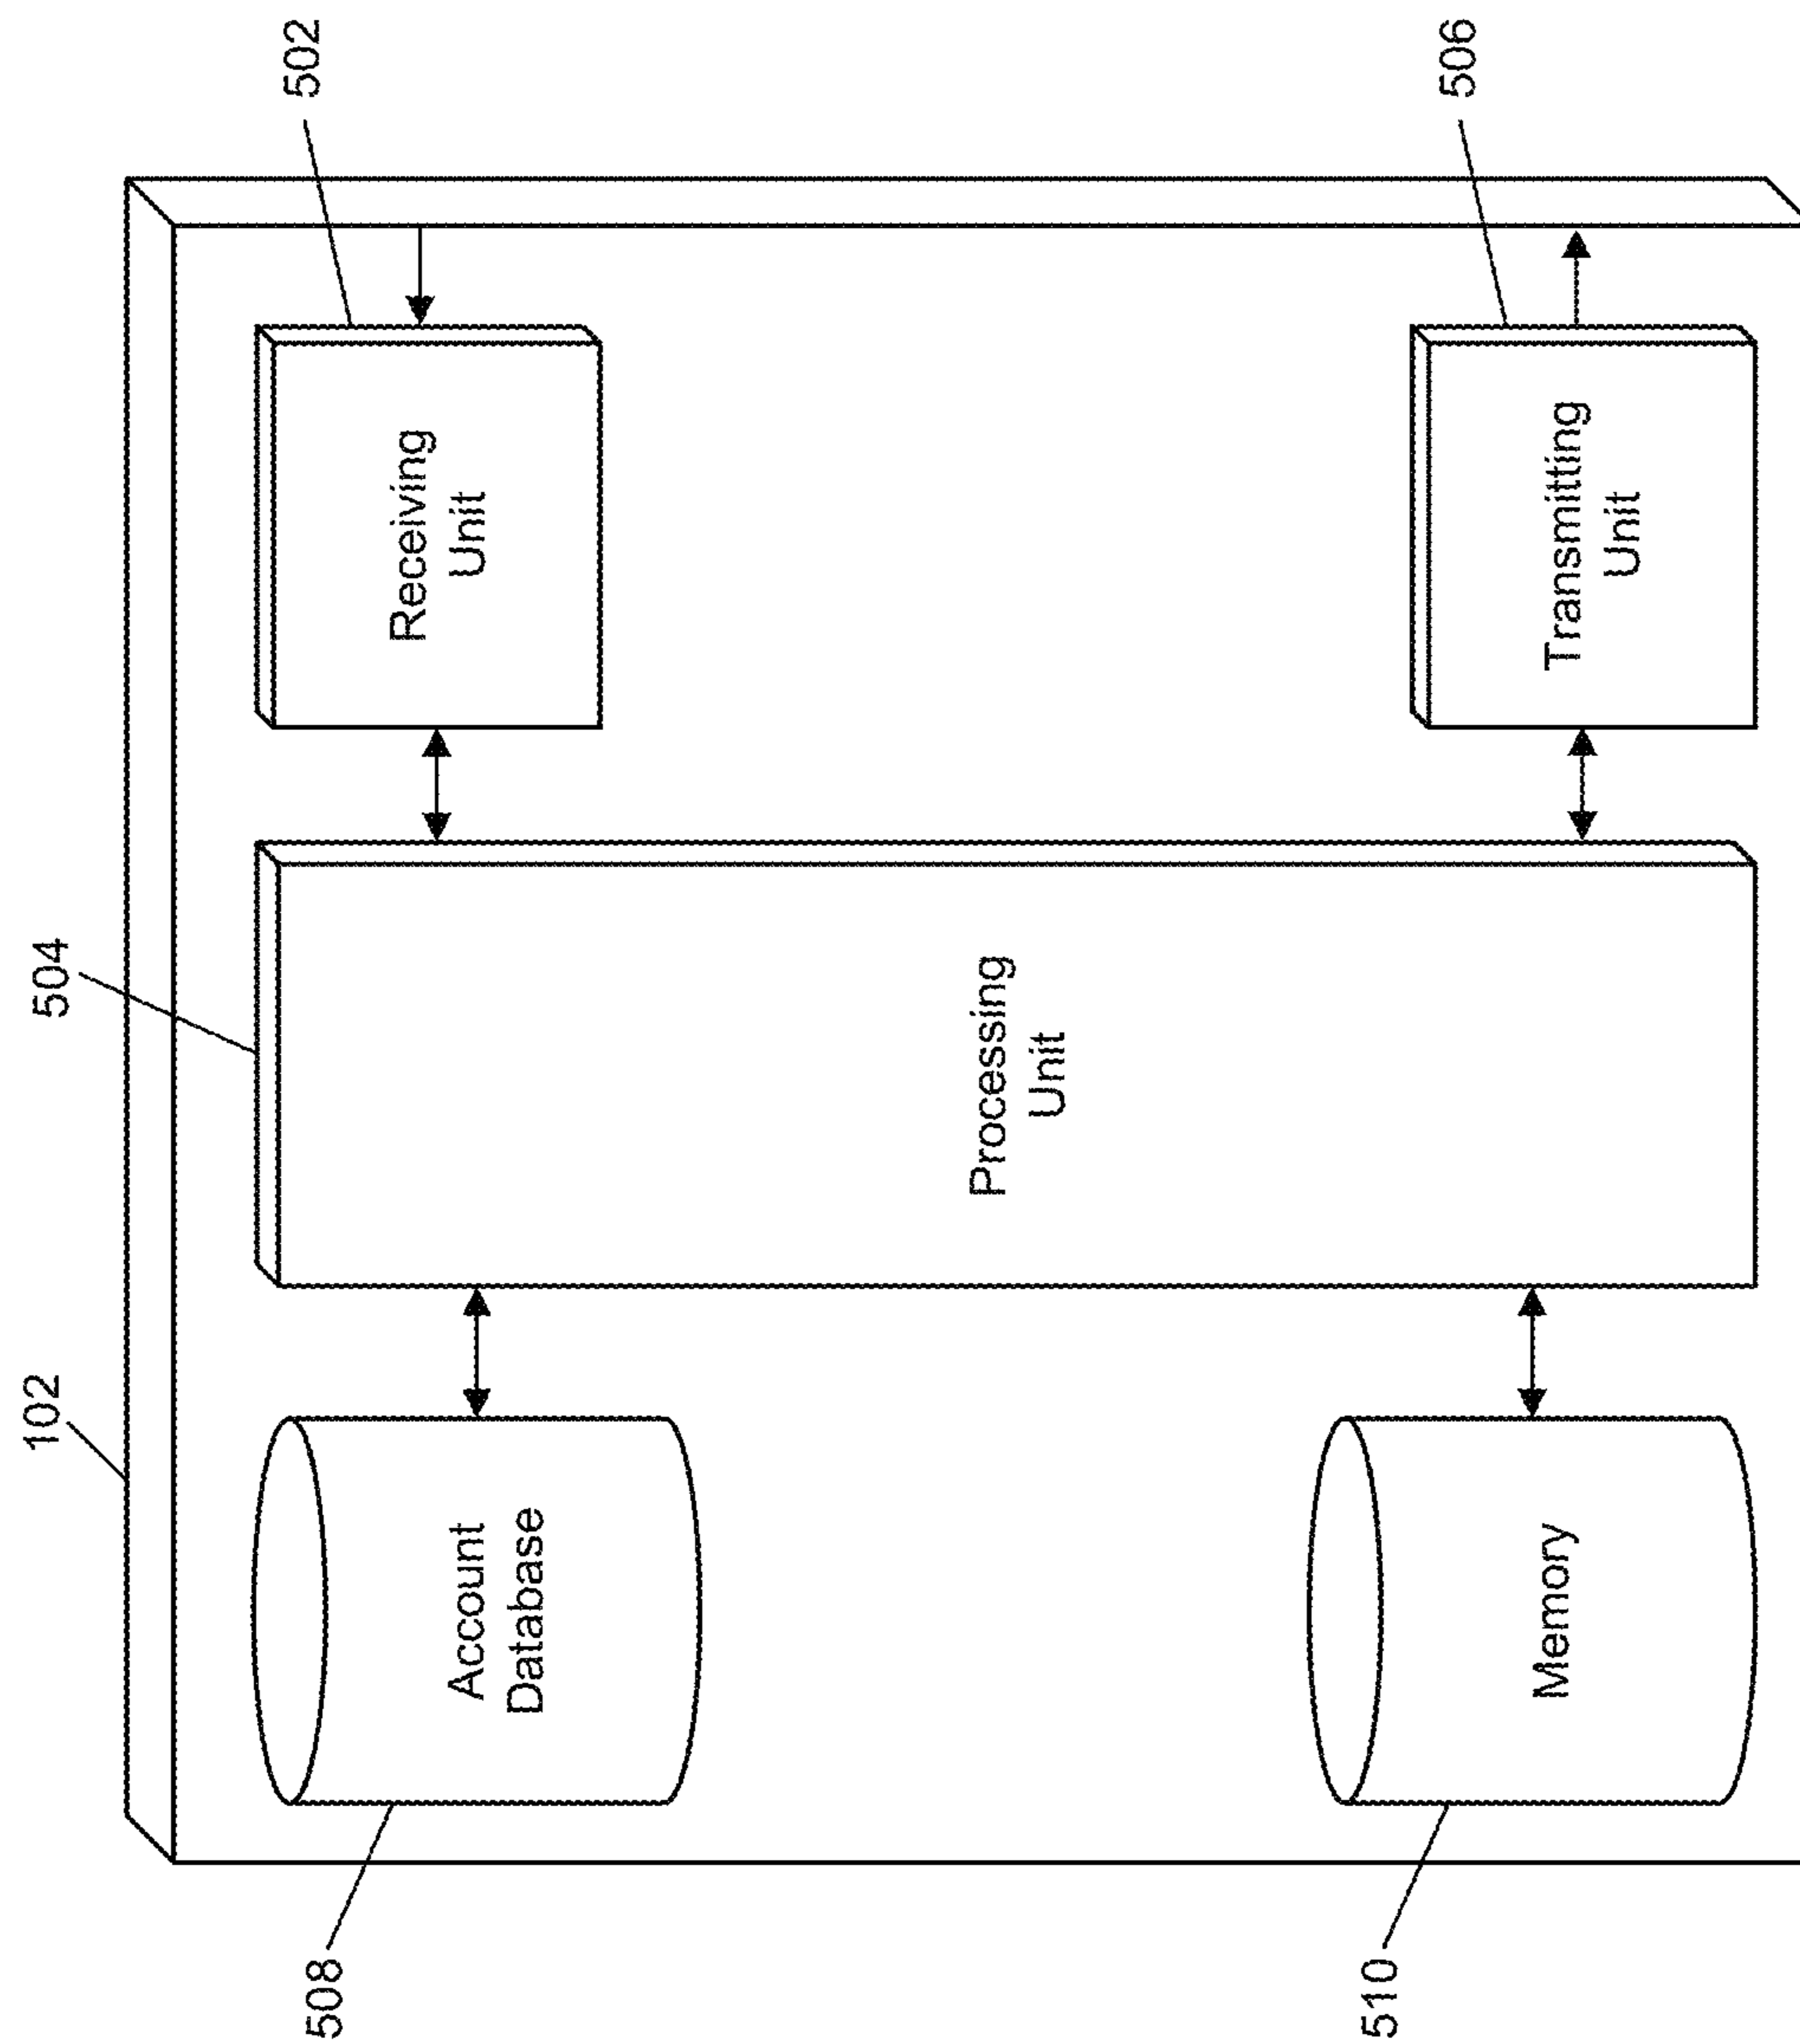 102
504
502
506
508
510
Account
Database
Processing
Unit
Receiving
Unit
Memory
Transmitting
Unit